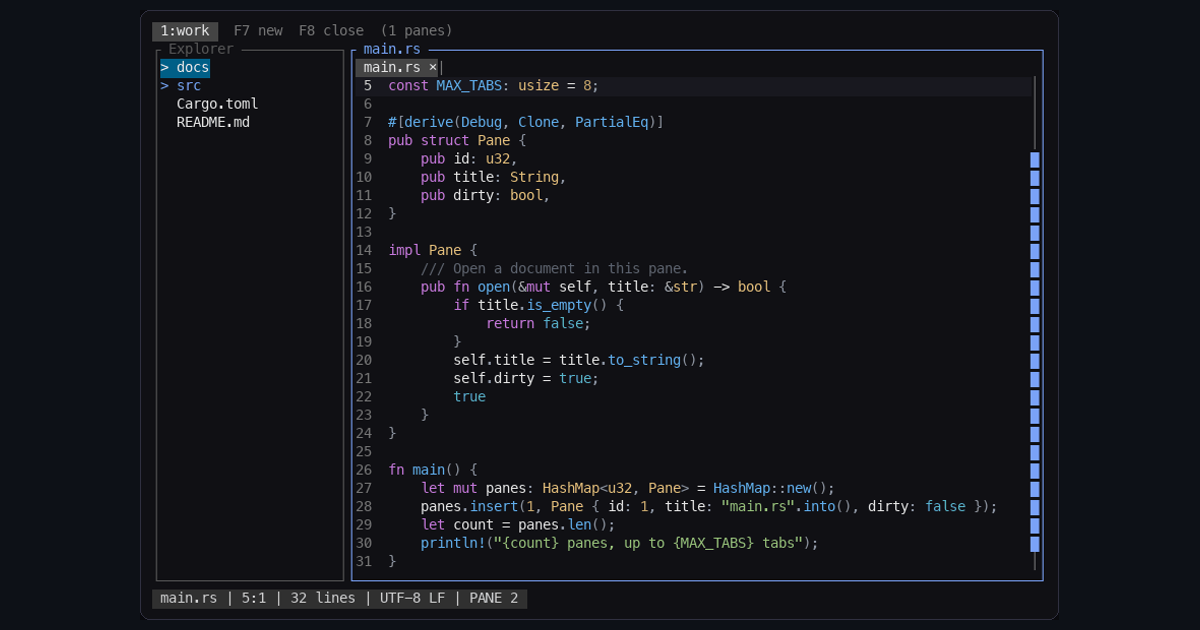 1:work F7 new F8 close (1 panes)
Explorer
> docs
> src
Cargo.toml
README.md
main.rs
main.rs ×
5 const MAX_TABS: usize = 8;
6
7 #[derive(Debug, Clone, PartialEq)]
8 pub struct Pane {
9     pub id: u32,
10     pub title: String,
11     pub dirty: bool,
12 }
13
14 impl Pane {
15     /// Open a document in this pane.
16     pub fn open(&mut self, title: &str) -> bool {
17         if title.is_empty() {
18             return false;
19         }
20         self.title = title.to_string();
21         self.dirty = true;
22         true
23     }
24 }
25
26 fn main() {
27     let mut panes: HashMap<u32, Pane> = HashMap::new();
28     panes.insert(1, Pane { id: 1, title: "main.rs".into(), dirty: false });
29     let count = panes.len();
30     println!("{count} panes, up to {MAX_TABS} tabs");
31 }
main.rs | 5:1 | 32 lines | UTF-8 LF | PANE 2